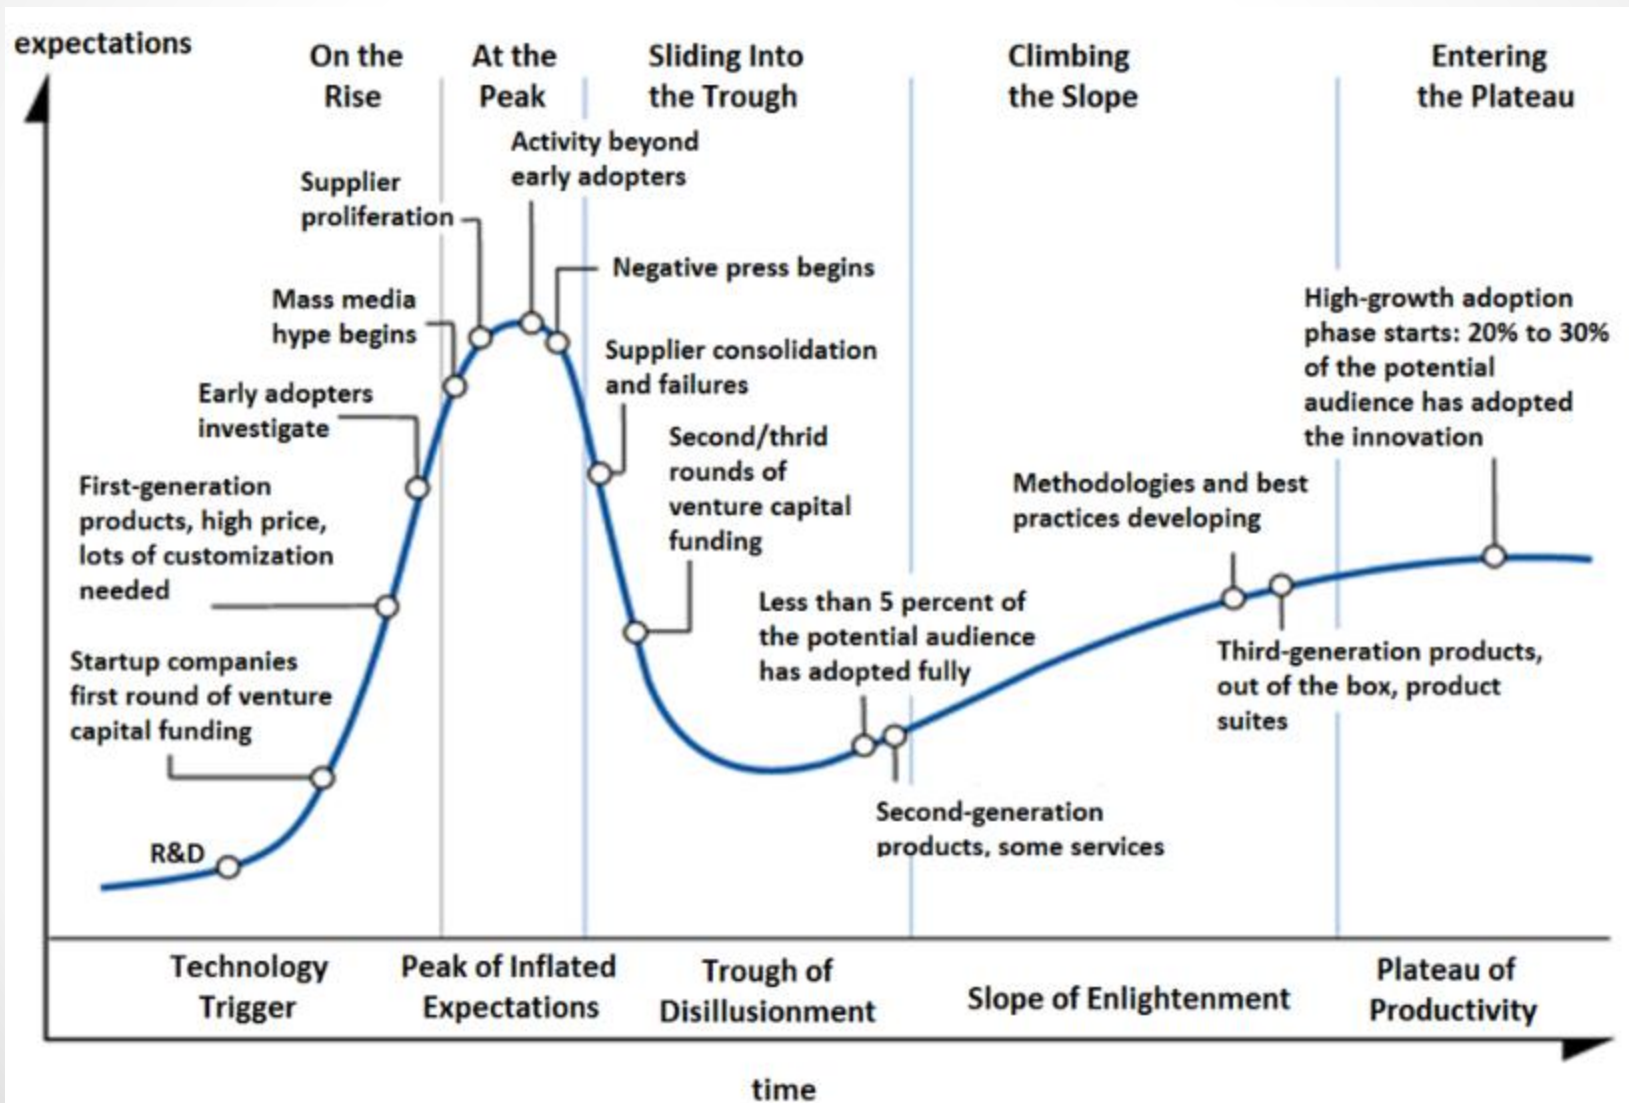 expectations
On the
Rise
At the
Peak
Sliding Into
the Trough
Climbing
the Slope
Entering
the Plateau
Activity beyond
early adopters
Supplier
proliferation
Negative press begins
Mass media
hype begins
High-growth adoption
phase starts: 20% to 30%
of the potential
audience has adopted
the innovation
Supplier consolidation
and failures
Early adopters
investigate
Second/thrid
rounds of
venture capital
funding
First-generation
products, high price,
lots of customization
needed
Methodologies and best
practices developing
Less than 5 percent of
the potential audience
has adopted fully
Startup companies
first round of venture
capital funding
Third-generation products,
out of the box, product
suites
Second-generation
products, some services
R&D
Technology
Trigger
Peak of Inflated
Expectations
Trough of
Disillusionment
Slope of Enlightenment
Plateau of
Productivity
time